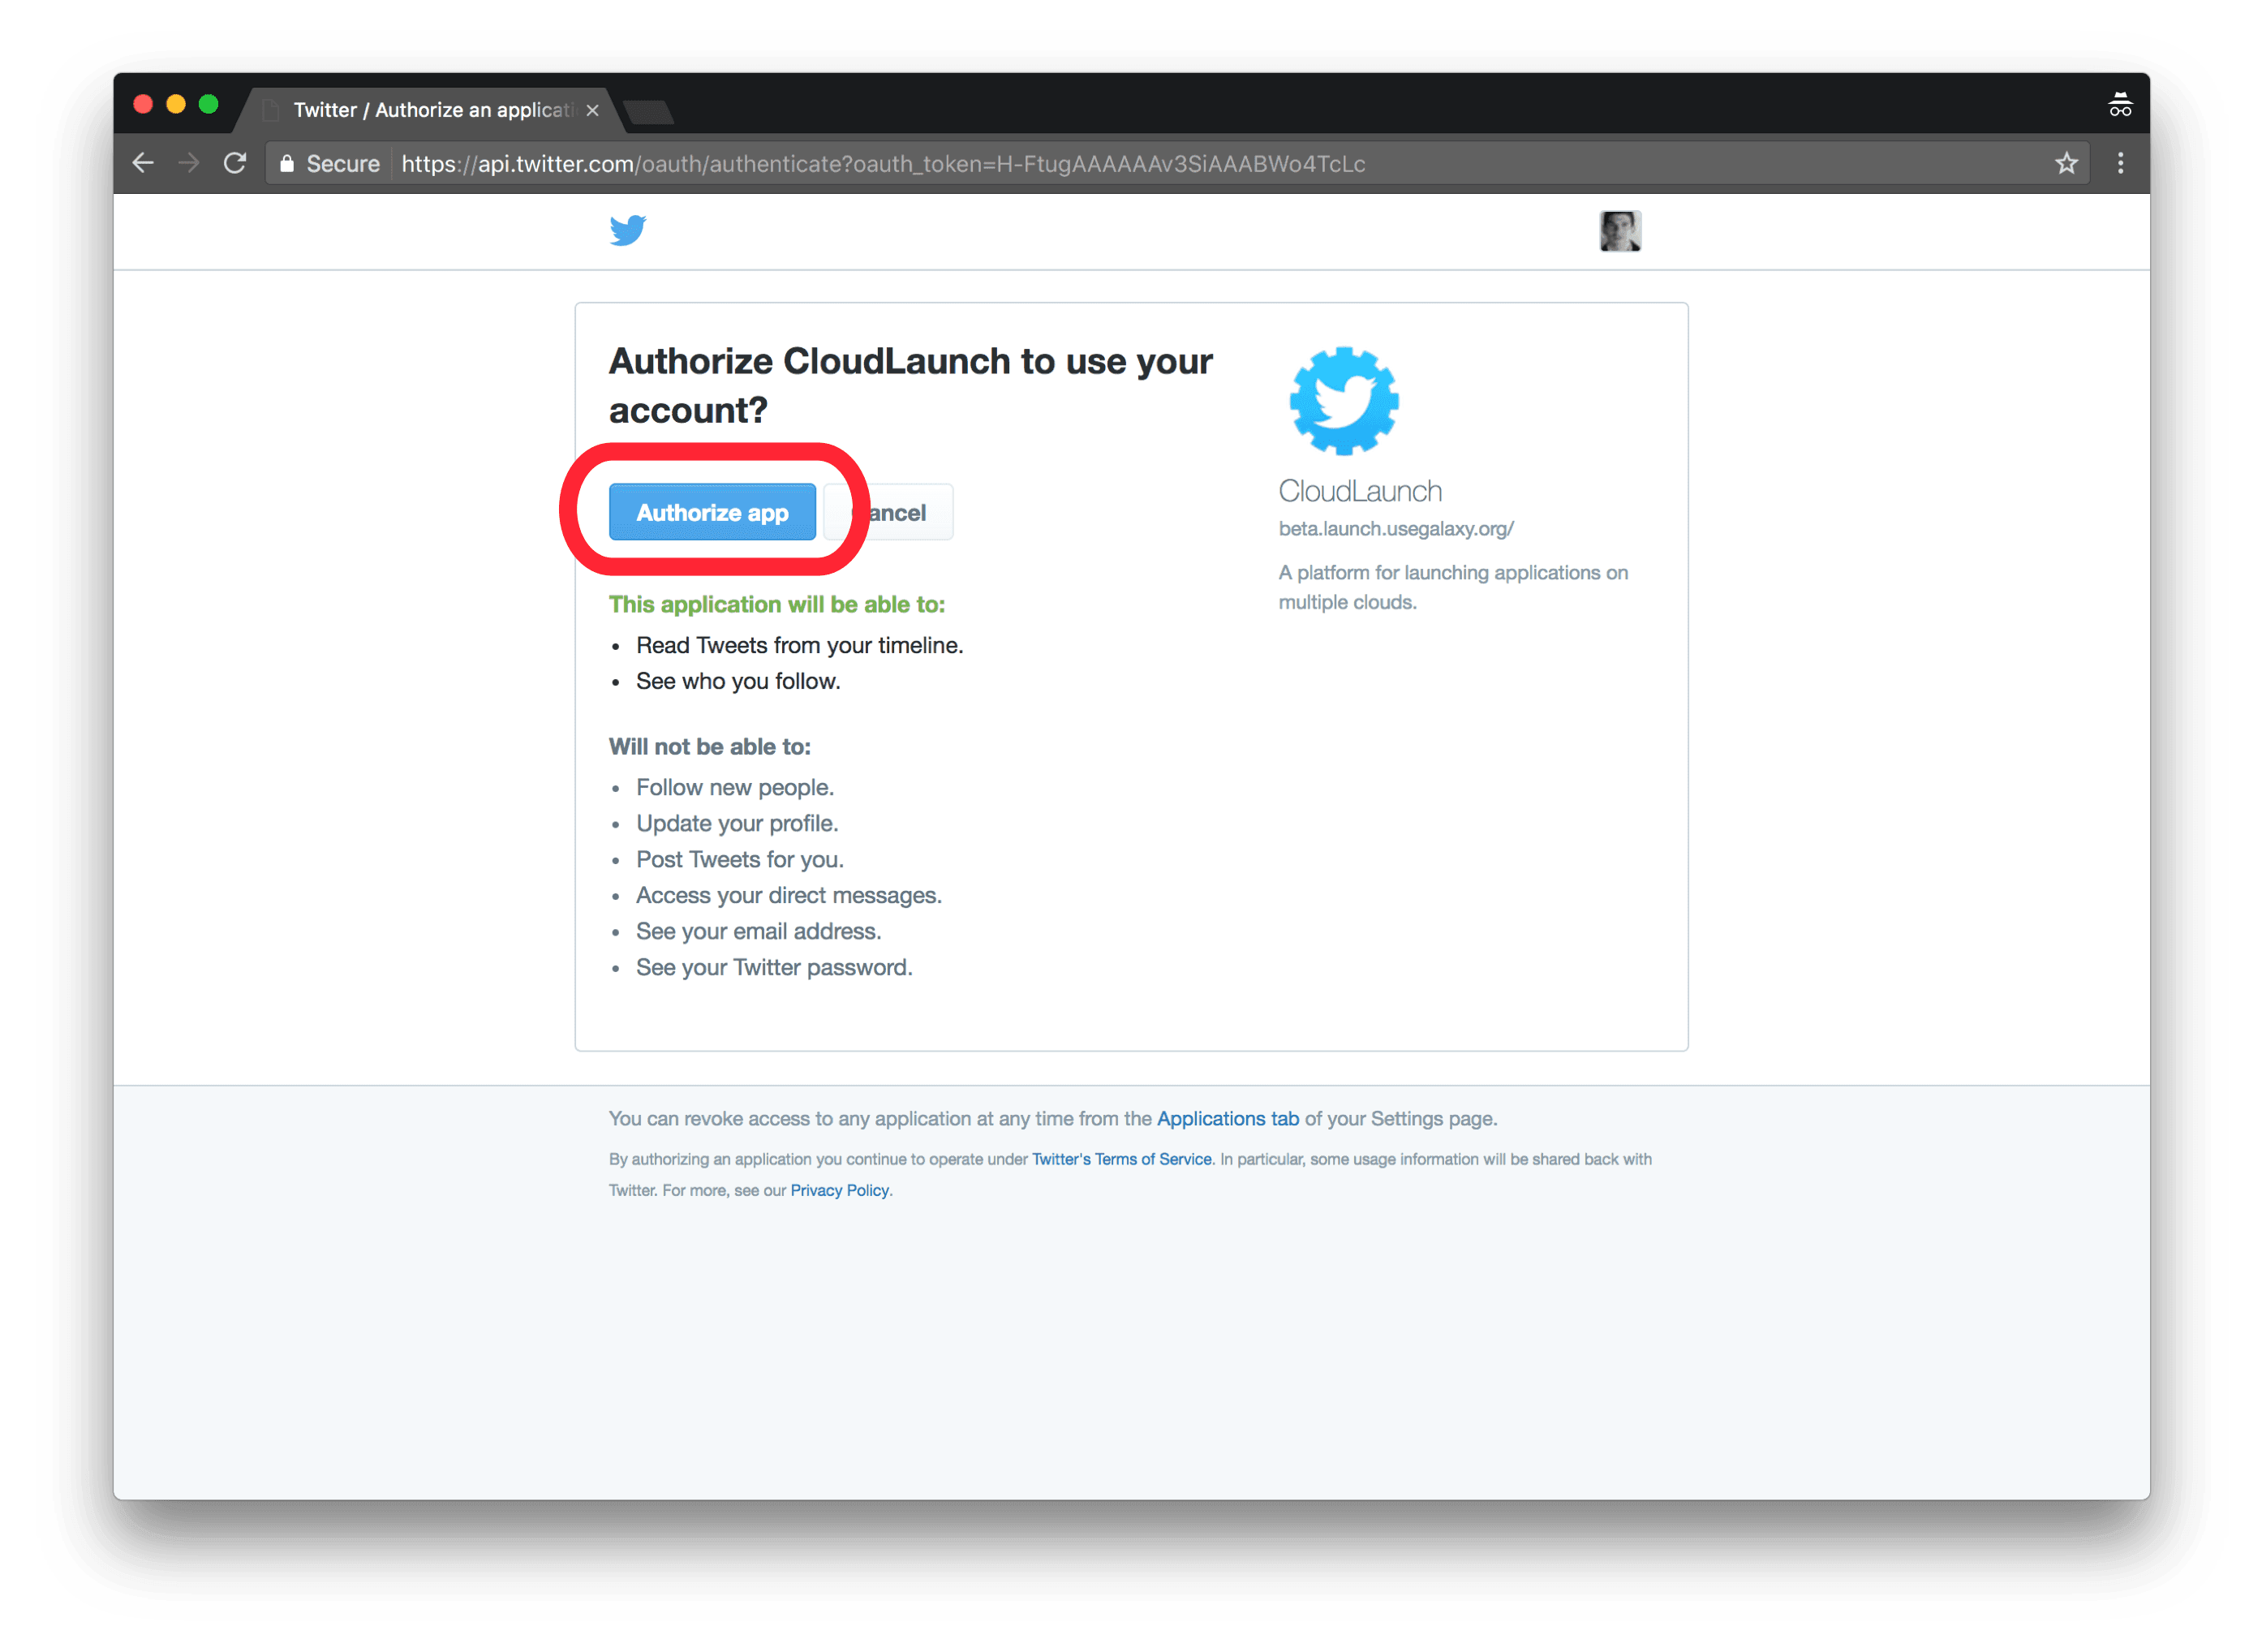 Twitter / Authorize an applicati
Secure https://api.twitter.com/oauth/authenticate?oauth_token=H-FtugAAAAAAv3SiAAABWo4TcLc
Authorize CloudLaunch to use your
account?
Authorize app
ancel
CloudLaunch
beta.launch.usegalaxy.org/
A platform for launching applications on
multiple clouds.
This application will be able to:
• Read Tweets from your timeline.
• See who you follow.
Will not be able to:
• Follow new people.
• Update your profile.
• Post Tweets for you.
• Access your direct messages.
• See your email address.
• See your Twitter password.
You can revoke access to any application at any time from the Applications tab of your Settings page.
By authorizing an application you continue to operate under Twitter's Terms of Service. In particular, some usage information will be shared back with
Twitter. For more, see our Privacy Policy.